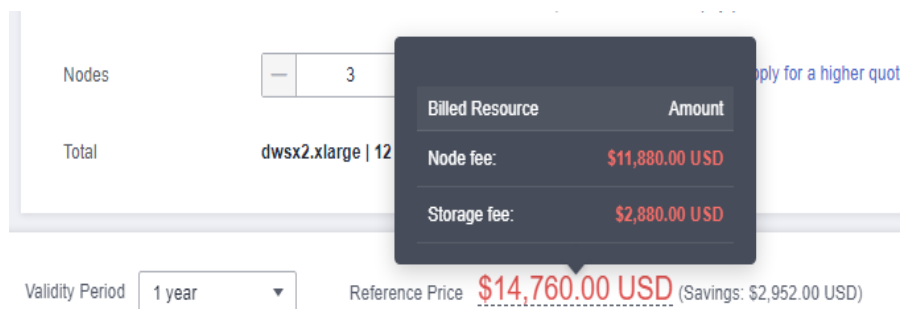 Nodes
3
Total
dwsx2.xlarge | 12
Billed Resource
Amount
Node fee:
$11,880.00 USD
Storage fee:
$2,880.00 USD
Validity Period
1 year
Reference Price
$14,760.00 USD
(Savings: $2,952.00 USD)
for a higher